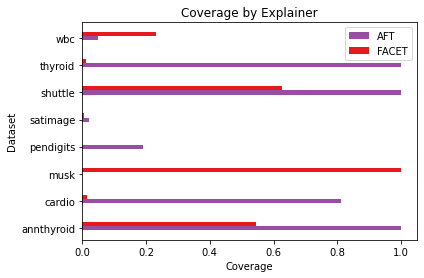 Coverage by Explainer
AFT
FACET
Dataset
wbc
thyroid
shuttle
satimage
pendigits
musk
cardio
annthyroid
0.0 0.2 0.4 0.6 0.8 1.0
Coverage